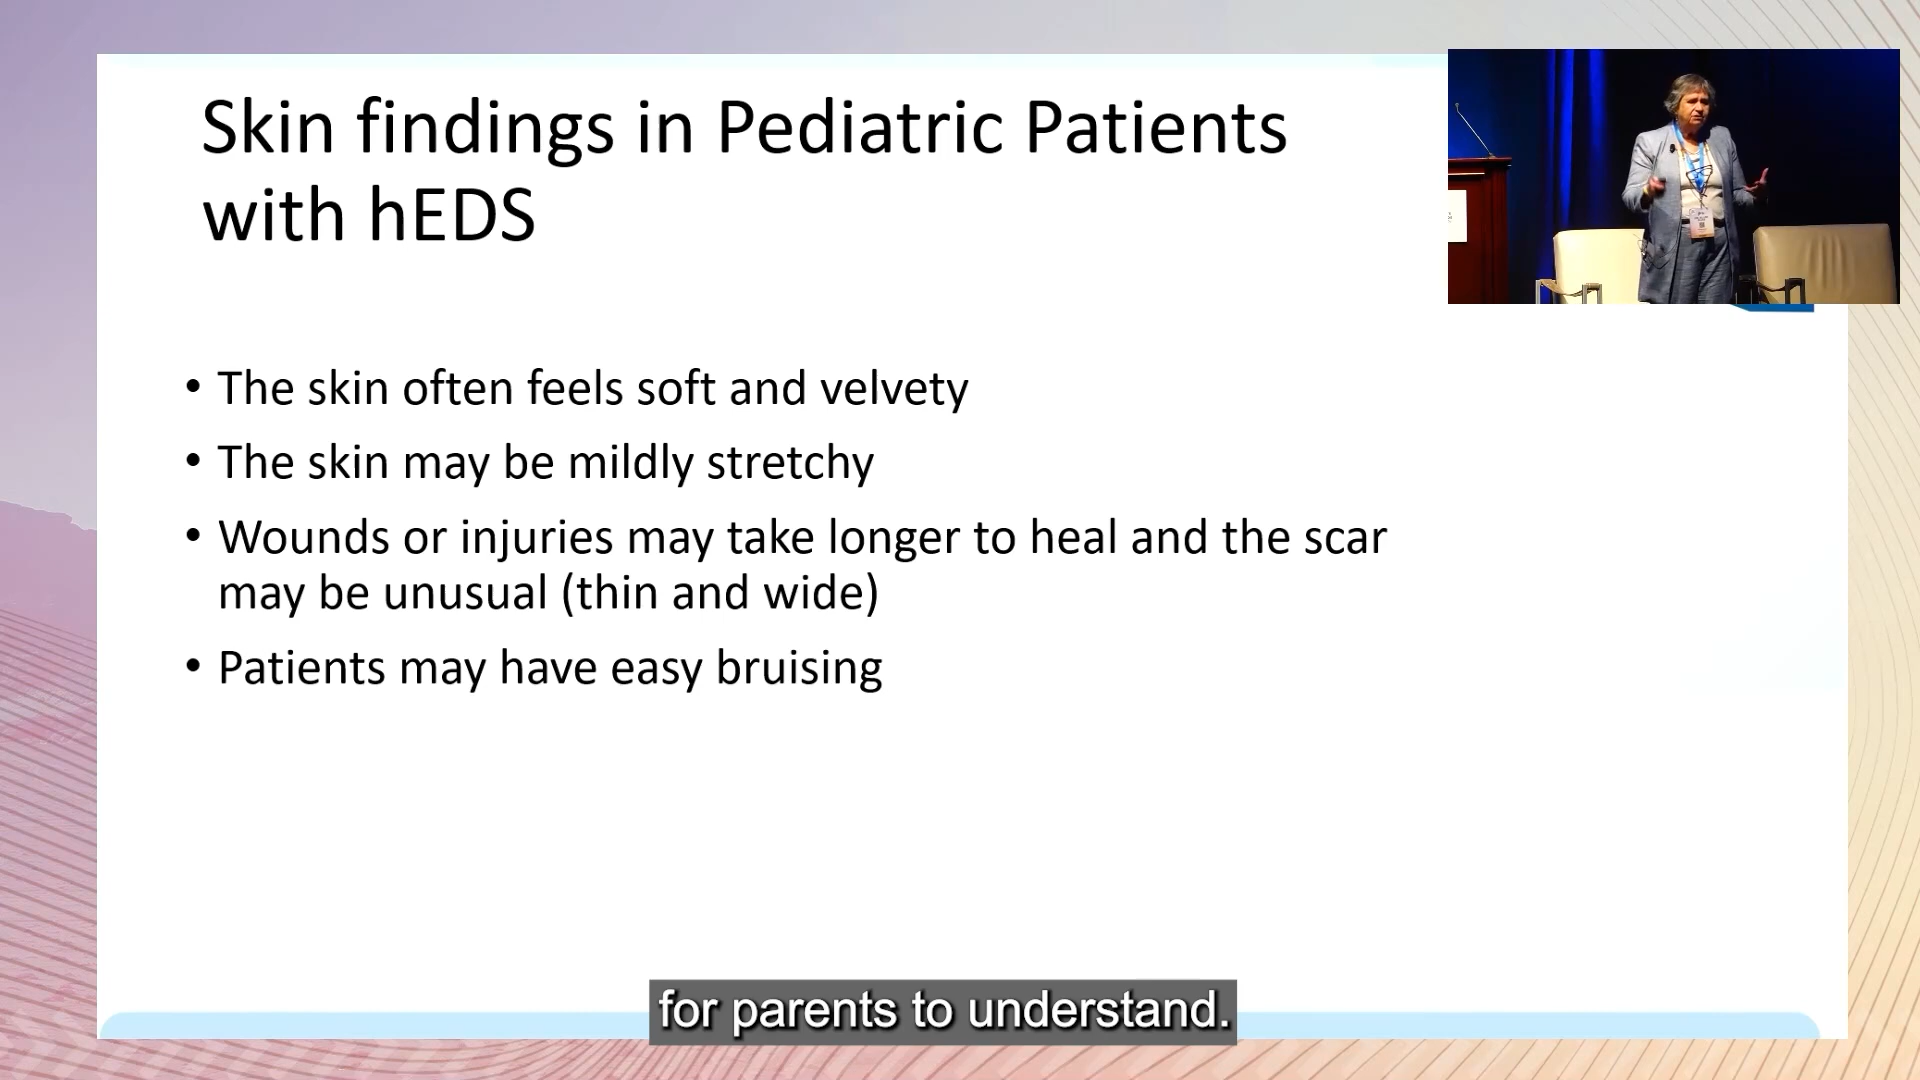 Skin findings in Pediatric Patients
with hEDS
• The skin often feels soft and velvety
• The skin may be mildly stretchy
• Wounds or injuries may take longer to heal and the scar
may be unusual (thin and wide)
• Patients may have easy bruising
for parents to understand.